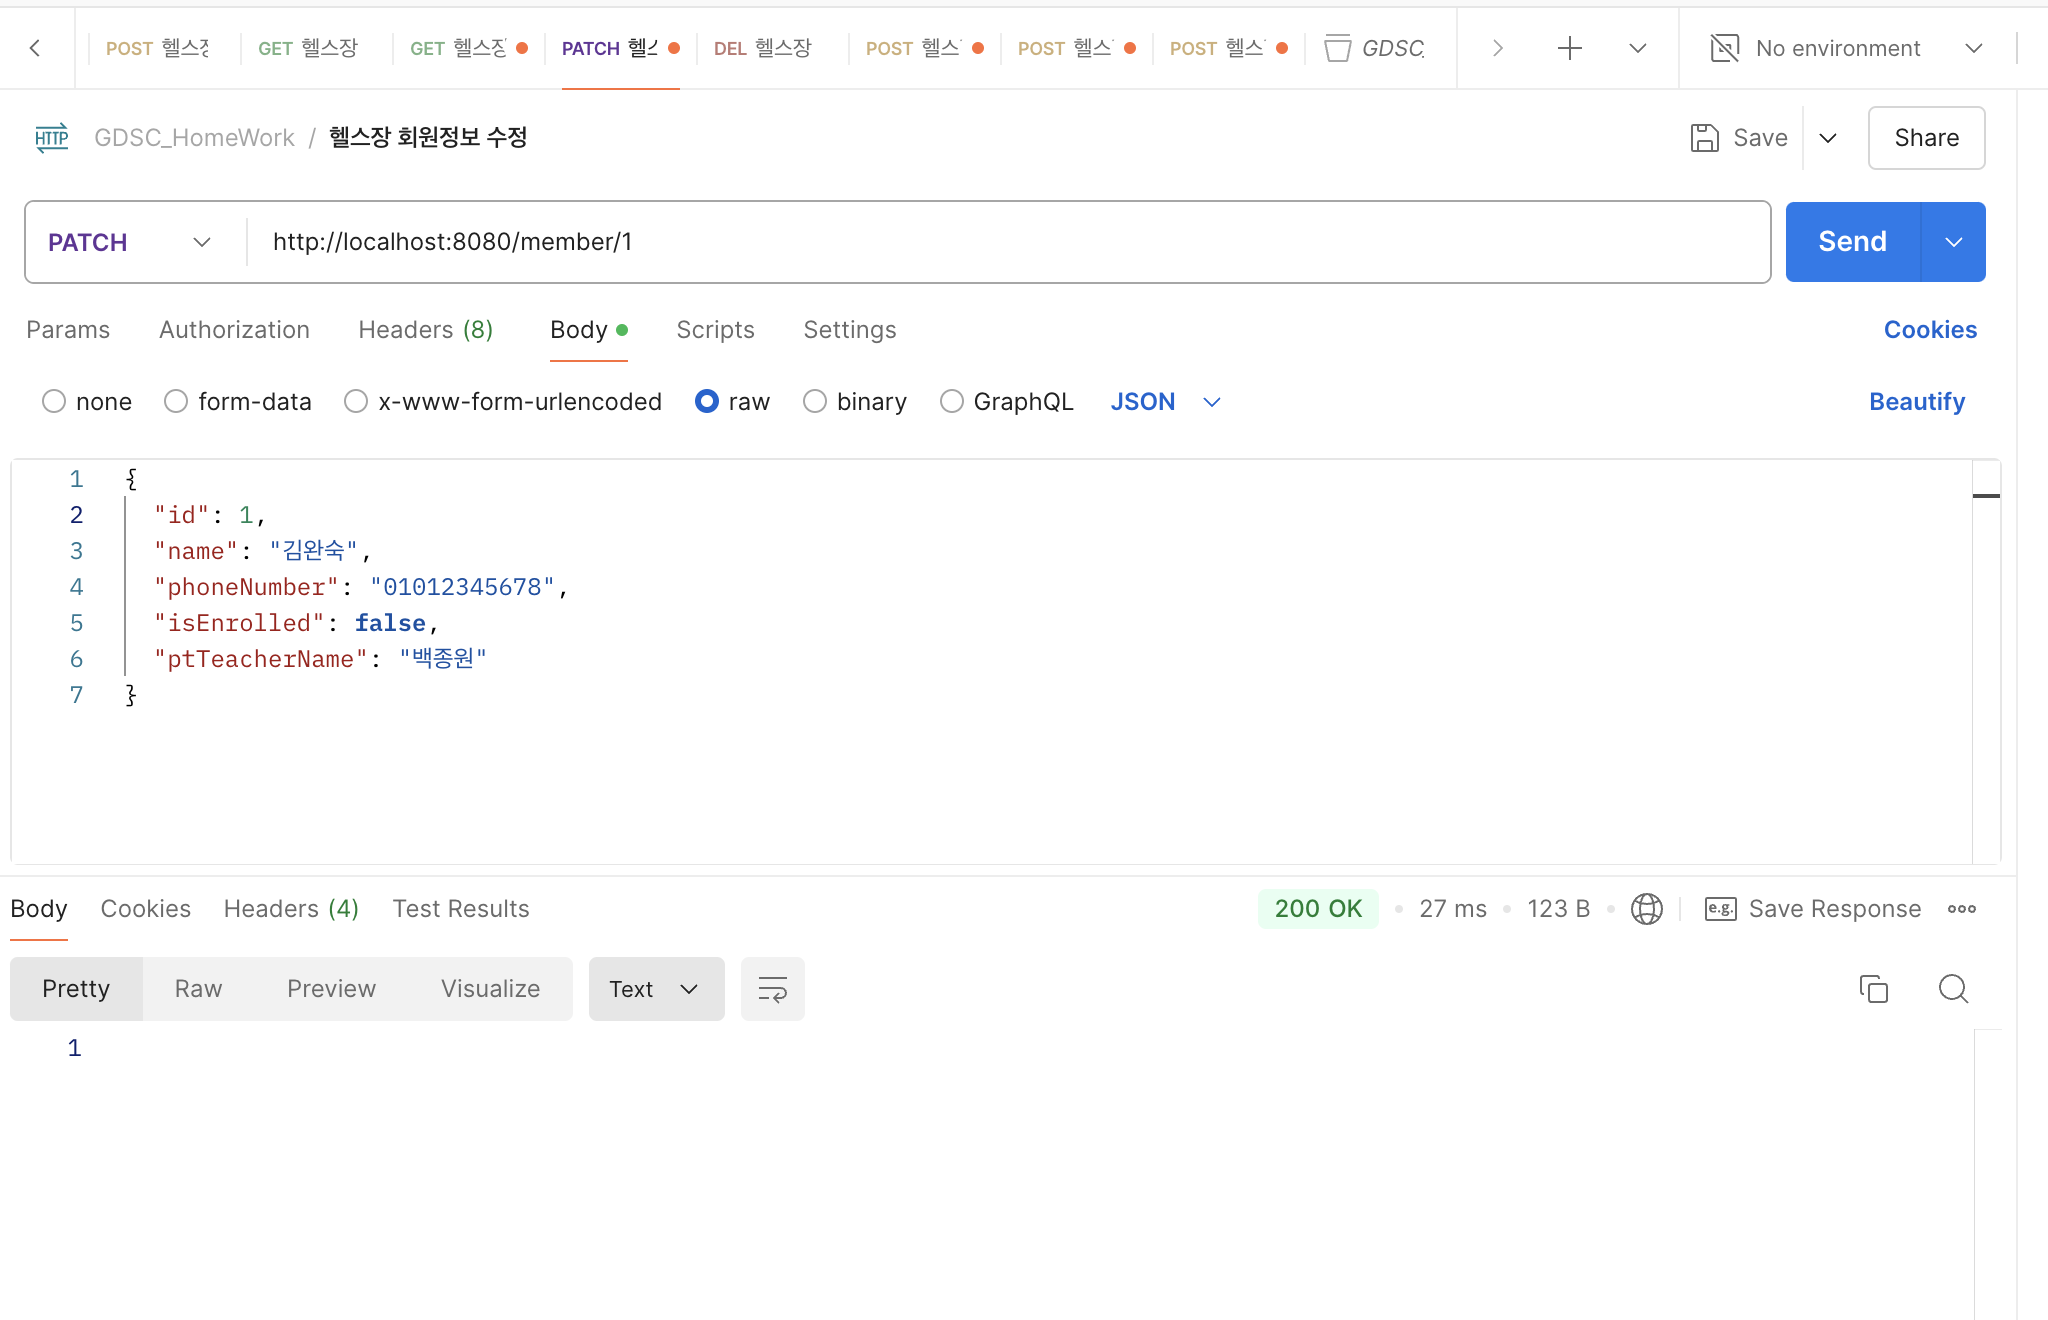 POST 헬스장
GET 헬스장
GET 헬스장
PATCH 헬스
DEL 헬스장
POST 헬스
POST 헬스
POST 헬스
GDSC
No environment
HTTP GDSC_HomeWork / 헬스장 회원정보 수정
Save
Share
PATCH
http://localhost:8080/member/1
Send
Params Authorization Headers (8) Body Scripts Settings
Cookies
none form-data x-www-form-urlencoded raw binary GraphQL JSON
Beautify
1 {
2 "id": 1,
3 "name": "김완숙",
4 "phoneNumber": "01012345678",
5 "isEnrolled": false,
6 "ptTeacherName": "백종원"
7 }
Body Cookies Headers (4) Test Results
200 OK • 27 ms • 123 B •
e.g. Save Response
Pretty Raw Preview Visualize
Text
1